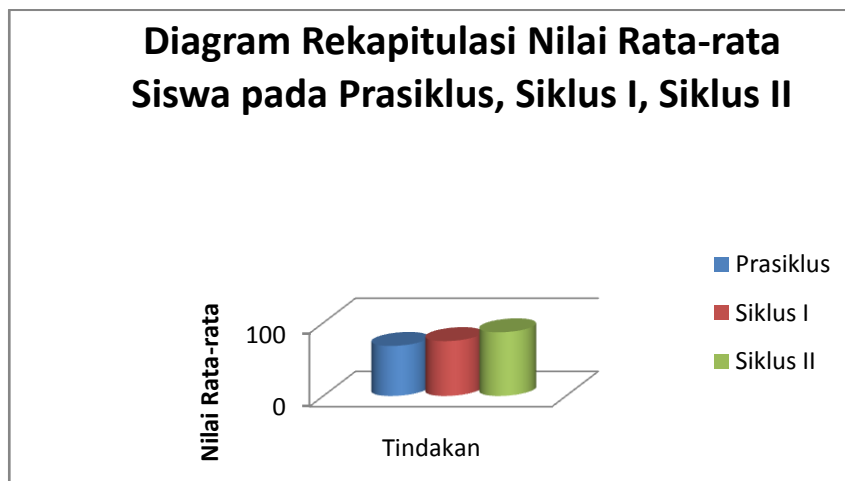 Diagram Rekapitulasi Nilai Rata-rata
Siswa pada Prasiklus, Siklus I, Siklus II
Nilai Rata-rata
100
0
Tindakan
Prasiklus
Siklus I
Siklus II